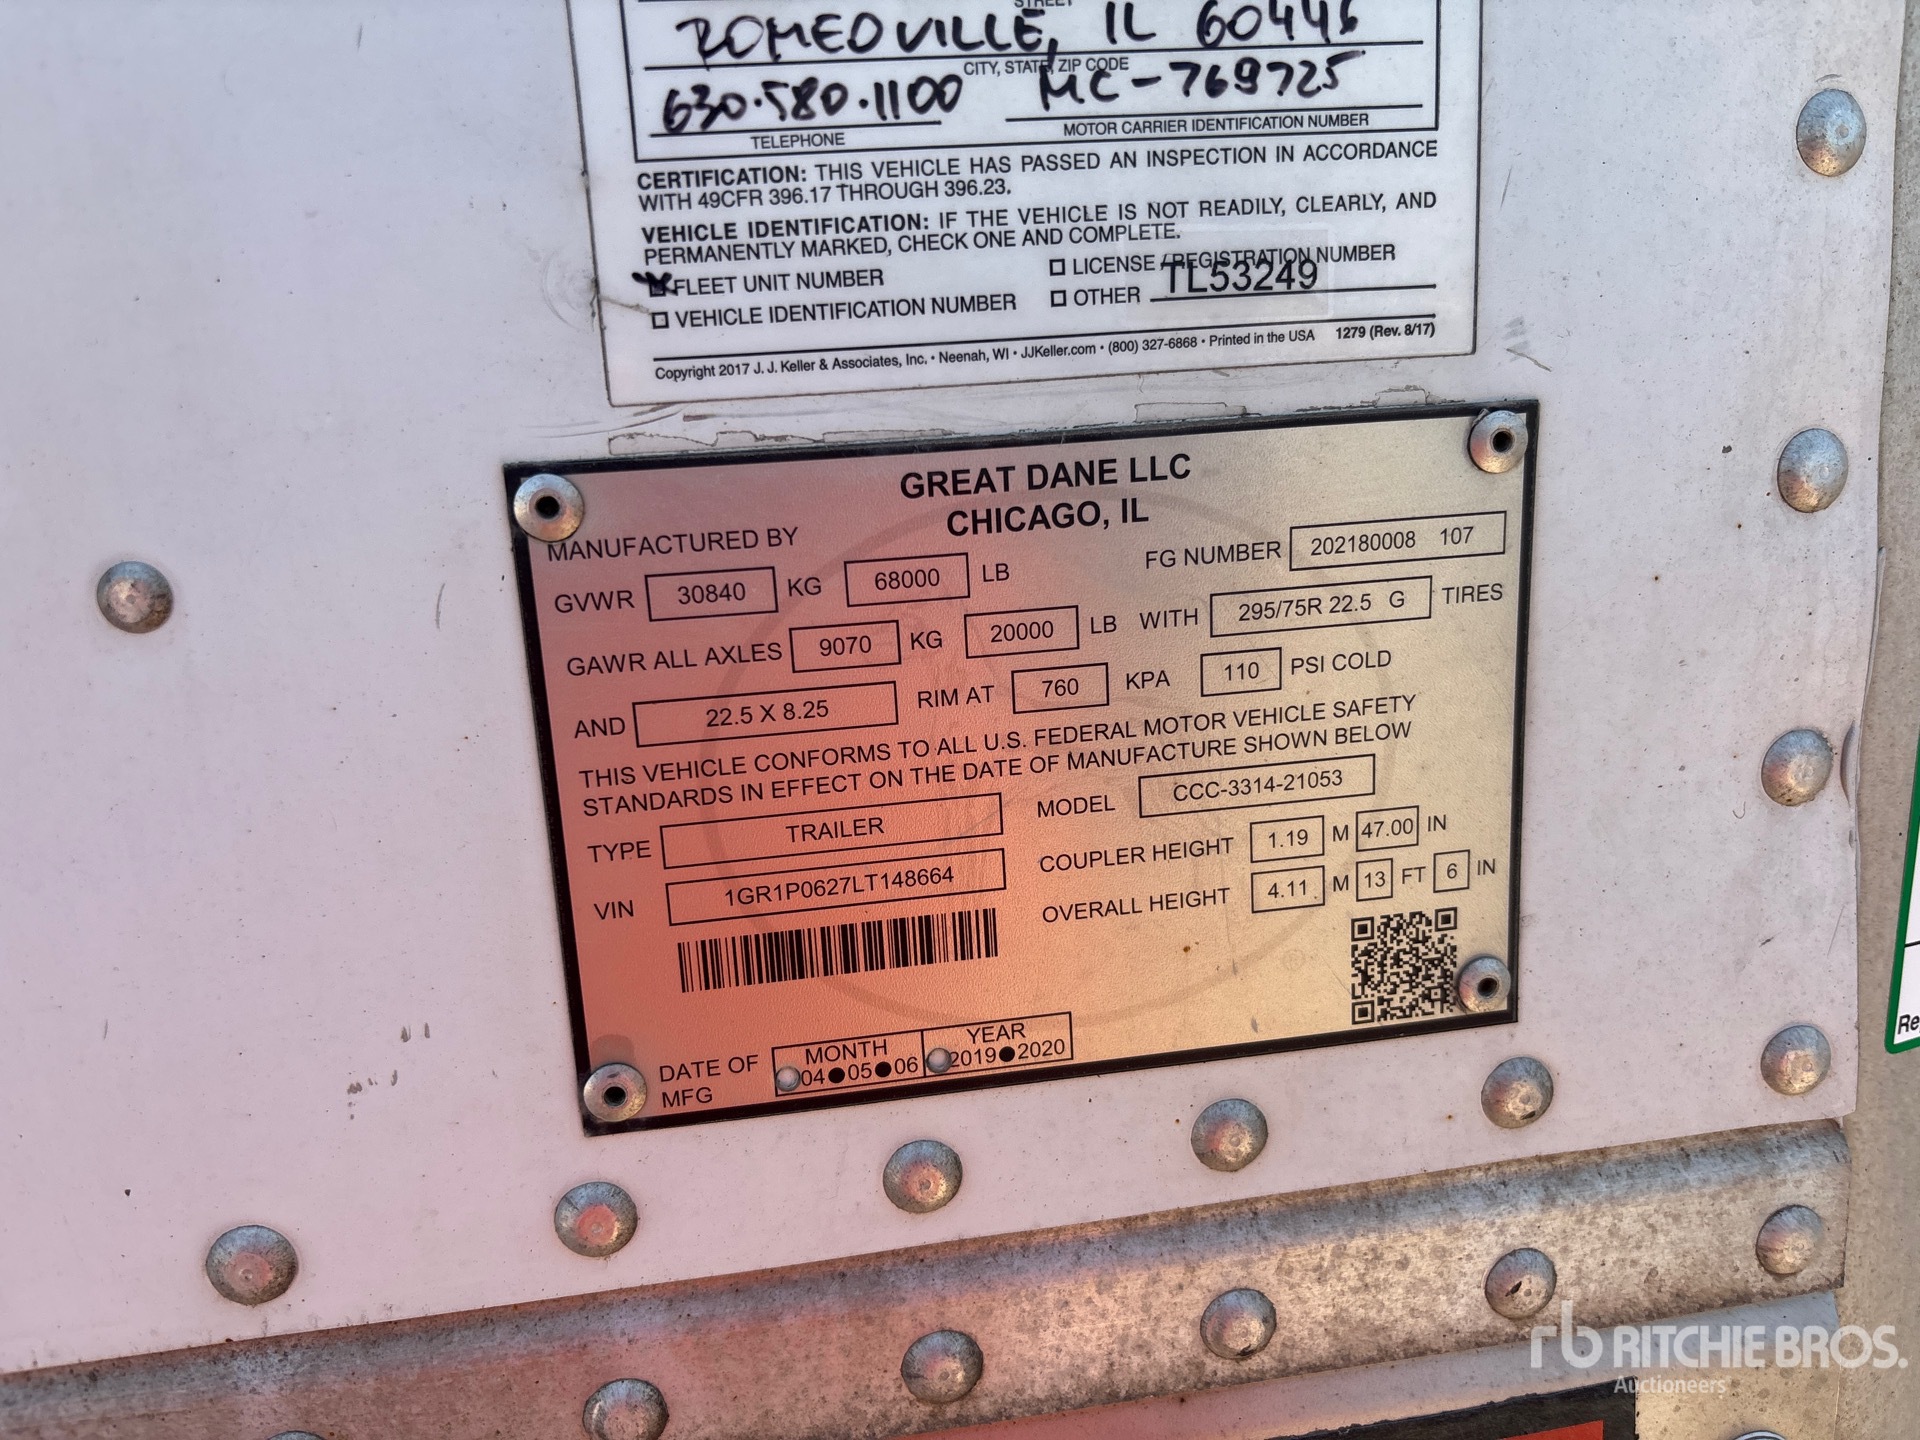 STREET
ROMEOVILLE, IL 60446
CITY, STATE, ZIP CODE
630.580.1100 MC-769725
TELEPHONE MOTOR CARRIER IDENTIFICATION NUMBER
CERTIFICATION: THIS VEHICLE HAS PASSED AN INSPECTION IN ACCORDANCE
WITH 49CFR 396.17 THROUGH 396.23.
VEHICLE IDENTIFICATION: IF THE VEHICLE IS NOT READILY, CLEARLY, AND
PERMANENTLY MARKED, CHECK ONE AND COMPLETE.
FLEET UNIT NUMBER LICENSE / REGISTRATION NUMBER
VEHICLE IDENTIFICATION NUMBER OTHER TL53249
Copyright 2017 J. J. Keller & Associates, Inc. • Neenah, WI • JJKeller.com • (800) 327-6868 • Printed in the USA 1279 (Rev. 8/17)
GREAT DANE LLC
CHICAGO, IL
MANUFACTURED BY
FG NUMBER 202180008 107
GVWR 30840 KG 68000 LB
GAWR ALL AXLES 9070 KG 20000 LB WITH 295/75R 22.5 G TIRES
AND 22.5 X 8.25 RIM AT 760 KPA 110 PSI COLD
THIS VEHICLE CONFORMS TO ALL U.S. FEDERAL MOTOR VEHICLE SAFETY
STANDARDS IN EFFECT ON THE DATE OF MANUFACTURE SHOWN BELOW
TYPE TRAILER MODEL CCC-3314-21053
VIN 1GR1P0627LT148664 COUPLER HEIGHT 1.19 M 47.00 IN
OVERALL HEIGHT 4.11 M 13 FT 6 IN
DATE OF MFG
MONTH YEAR
04 ● 05 ● 06 2019 ● 2020
Re
rb RITCHIE BROS.
Auctioneers